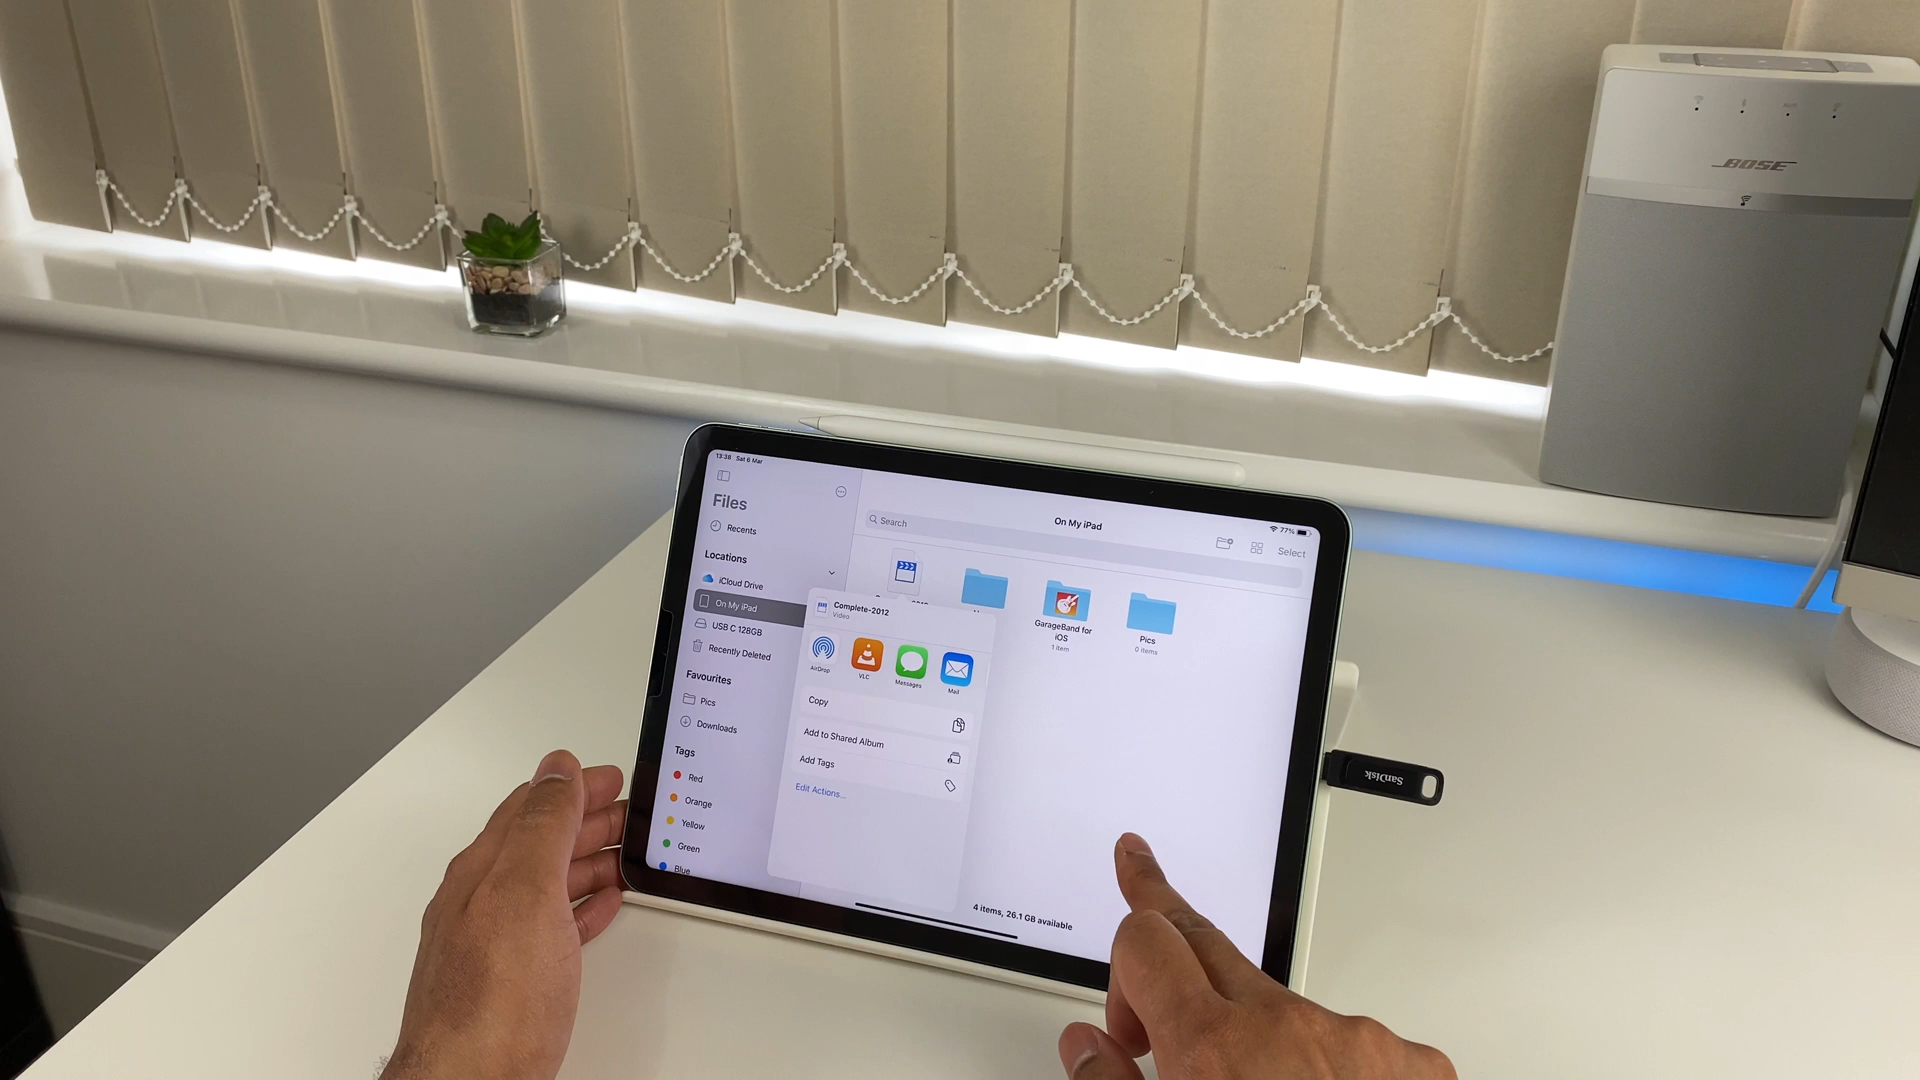 BOSE
13:38 Sat 6 Mar
77%
Files
Recents
Locations
iCloud Drive
On My iPad
USB C 128GB
Recently Deleted
Favourites
Pics
Downloads
Tags
Red
Orange
Yellow
Green
Blue
On My iPad
Search
Select
GarageBand for
iOS
1 item
Pics
0 items
Complete-2012
Video
AirDrop
VLC
Messages
Mail
Copy
Add to Shared Album
Add Tags
Edit Actions...
4 items, 26.1 GB available
SanDisk